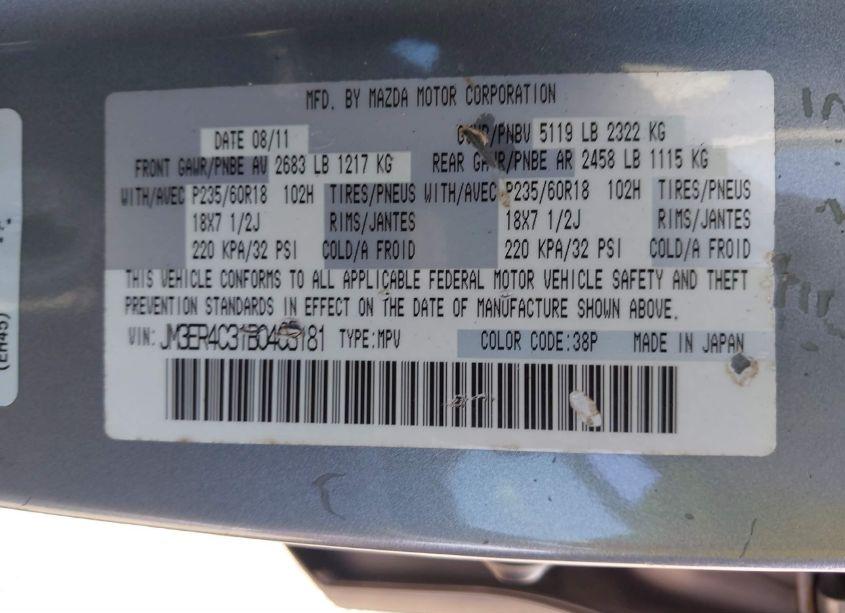 MFD. BY MAZDA MOTOR CORPORATION
DATE 08/11 GVWR/PNBV 5119 LB 2322 KG
FRONT GAWR/PNBE AV 2683 LB 1217 KG REAR GAWR/PNBE AR 2458 LB 1115 KG
WITH/AVEC P235/60R18 102H TIRES/PNEUS WITH/AVEC P235/60R18 102H TIRES/PNEUS
18X7 1/2J RIMS/JANTES 18X7 1/2J RIMS/JANTES
220 KPA/32 PSI COLD/A FROID 220 KPA/32 PSI COLD/A FROID
THIS VEHICLE CONFORMS TO ALL APPLICABLE FEDERAL MOTOR VEHICLE SAFETY AND THEFT
PREVENTION STANDARDS IN EFFECT ON THE DATE OF MANUFACTURE SHOWN ABOVE.
VIN: TYPE:MPV COLOR CODE:38P MADE IN JAPAN
(EH45)